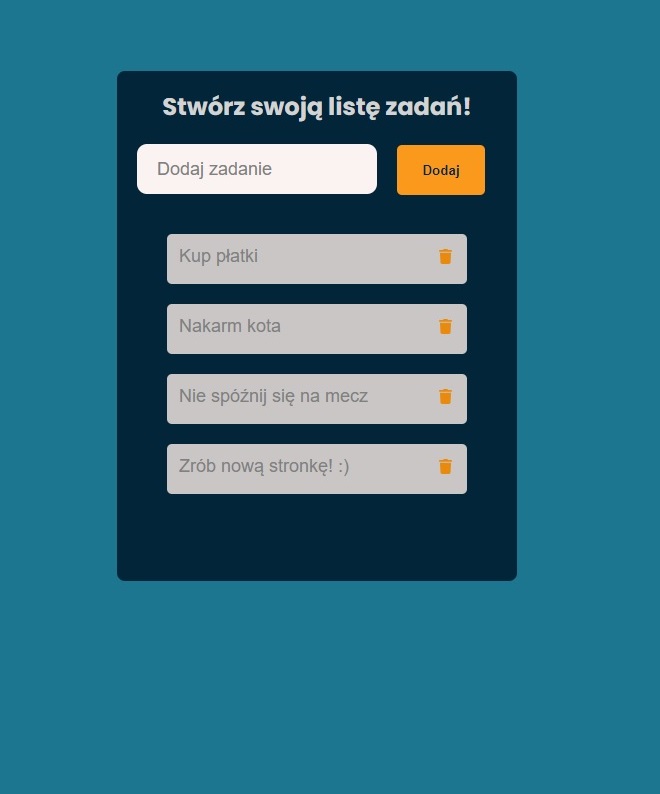 Stwórz swoją listę zadań!
Dodaj zadanie
Dodaj
Kup płatki
Nakarm kota
Nie spóźnij się na mecz
Zrób nową stronkę! :)